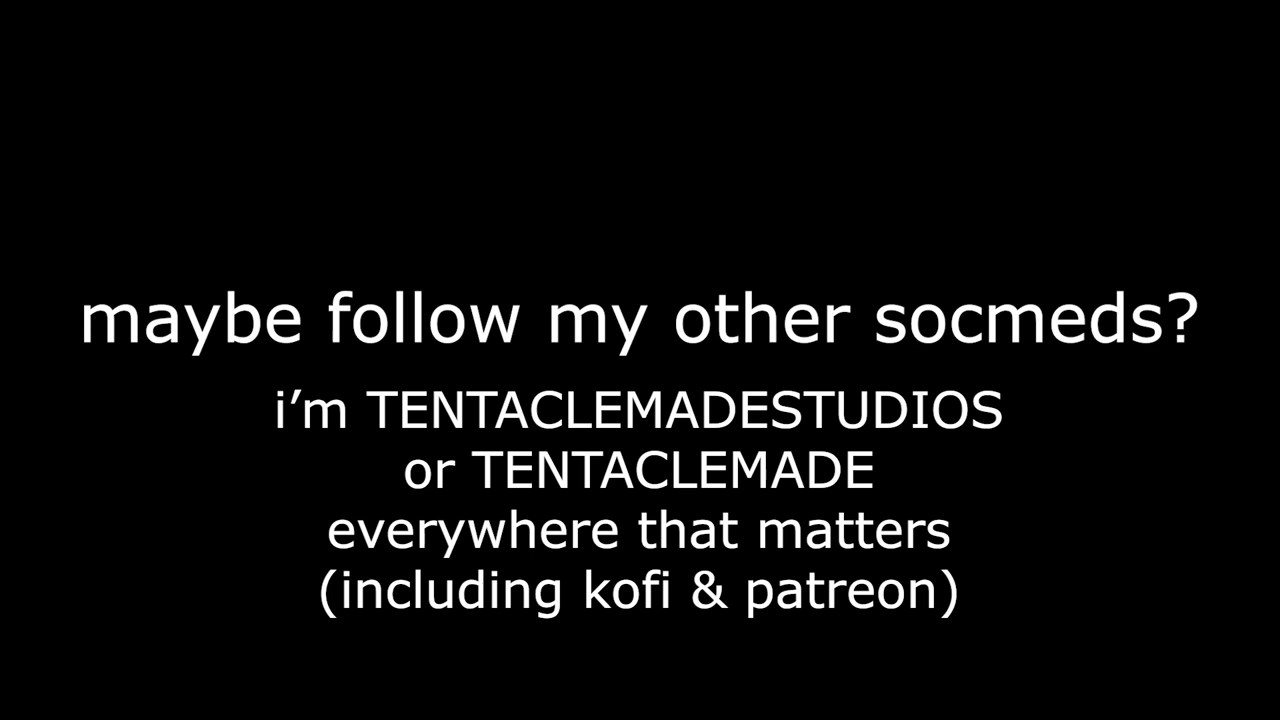 maybe follow my other socmeds?
i’m TENTACLEMADESTUDIOS
or TENTACLEMADE
everywhere that matters
(including kofi & patreon)